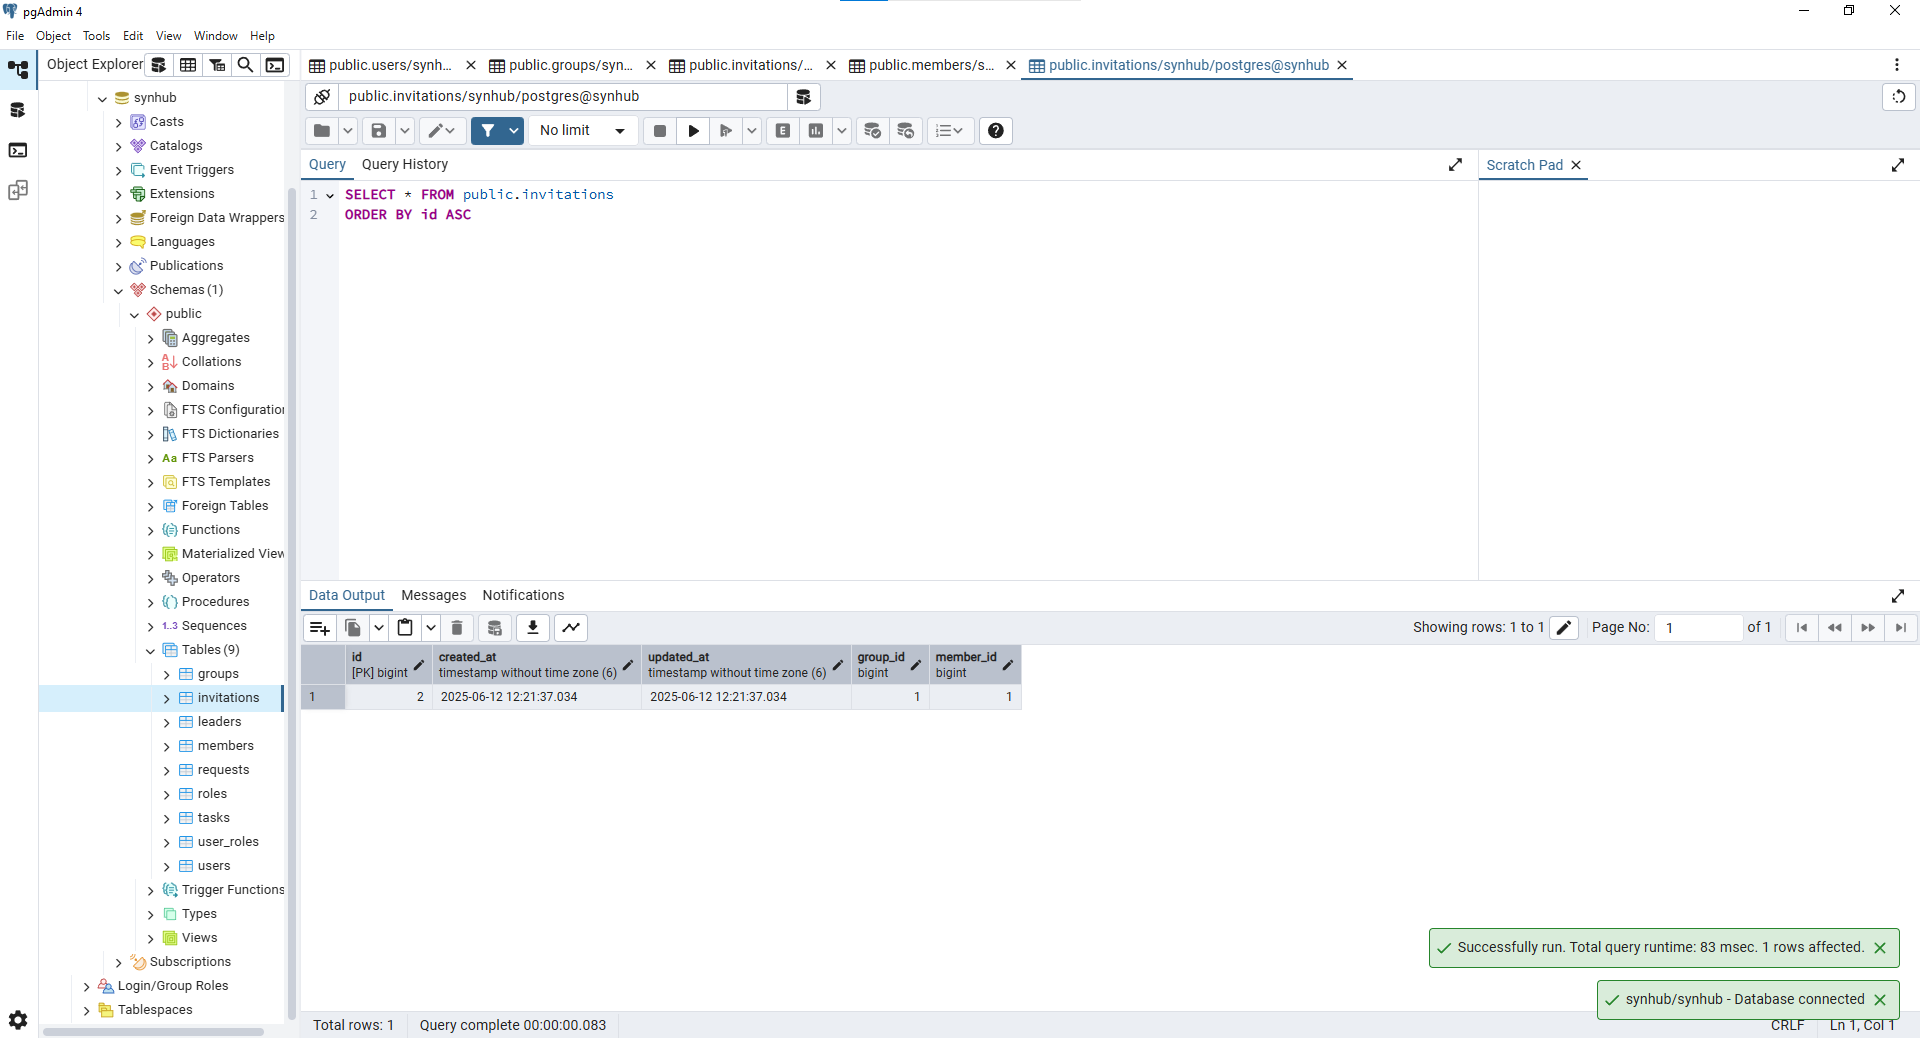 pgAdmin 4
File Object Tools Edit View Window Help
Object Explorer
public.users/synh...
public.groups/syn...
public.invitations/...
public.members/s...
public.invitations/synhub/postgres@synhub
public.invitations/synhub/postgres@synhub
No limit
E
Query
Query History
Scratch Pad
1 SELECT * FROM public.invitations
2 ORDER BY id ASC
synhub
Casts
Catalogs
Event Triggers
Extensions
Foreign Data Wrappers
Languages
Publications
Schemas (1)
public
Aggregates
Collations
Domains
FTS Configuration
FTS Dictionaries
Aa FTS Parsers
FTS Templates
Foreign Tables
Functions
Materialized View
Operators
Procedures
1..3 Sequences
Tables (9)
groups
invitations
leaders
members
requests
roles
tasks
user_roles
users
Trigger Functions
Types
Views
Subscriptions
Login/Group Roles
Tablespaces
Data Output
Messages
Notifications
Showing rows: 1 to 1
Page No: 1 of 1
id created_at updated_at group_id member_id
[PK] bigint timestamp without time zone (6) timestamp without time zone (6) bigint bigint
1 2 2025-06-12 12:21:37.034 2025-06-12 12:21:37.034 1 1
Successfully run. Total query runtime: 83 msec. 1 rows affected.
synhub/synhub - Database connected
Total rows: 1
Query complete 00:00:00.083
CRLF
Ln 1, Col 1